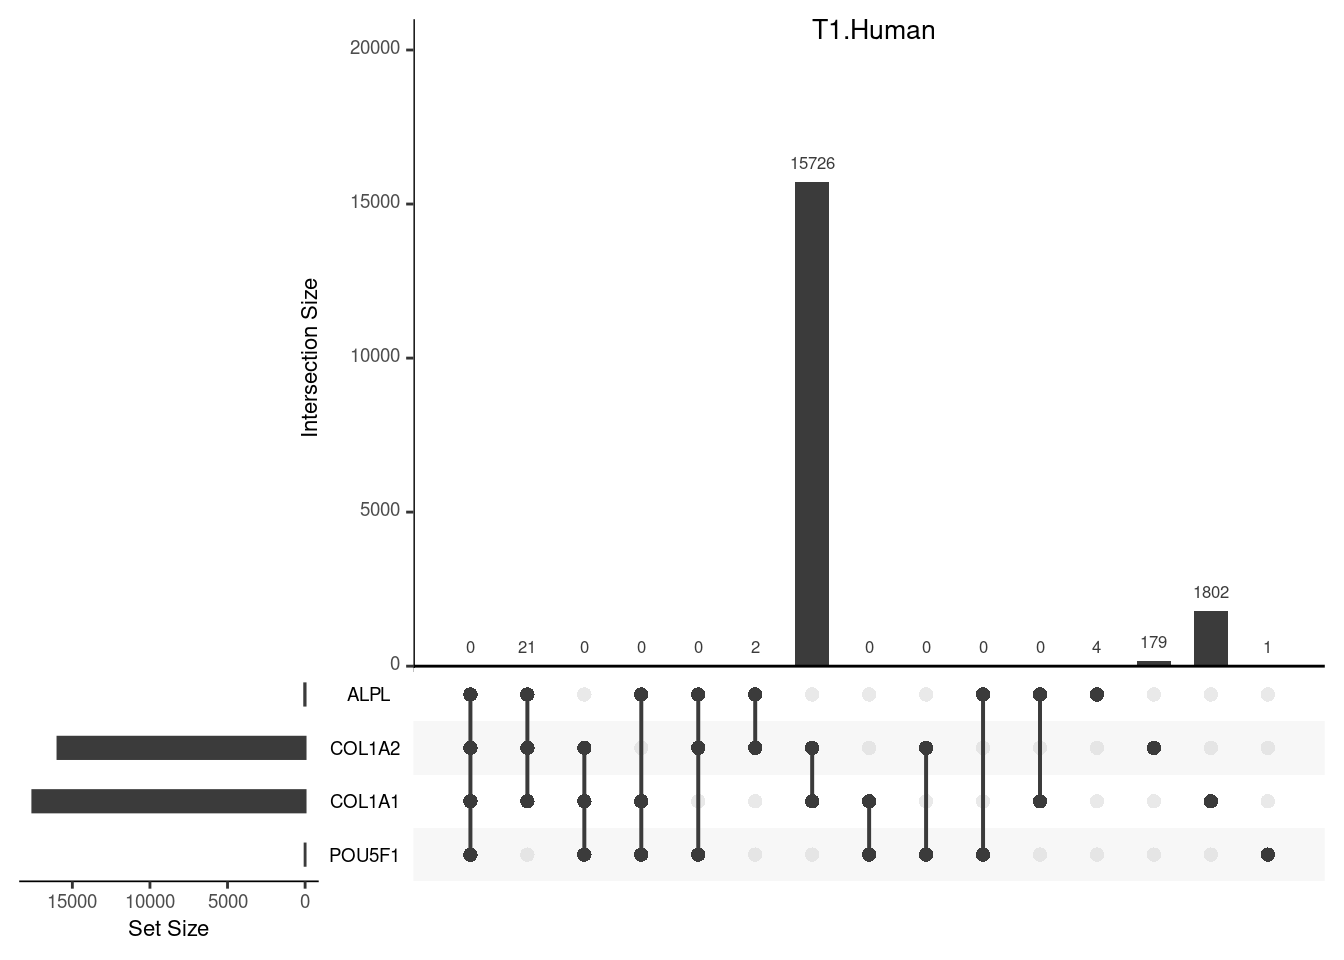 T1.Human
20000
15000
10000
5000
0
Intersection Size
15726
1802
0 21 0 0 0 2 0 0 0 0 4 179 1
ALPL
COL1A2
COL1A1
POU5F1
15000 10000 5000 0
Set Size